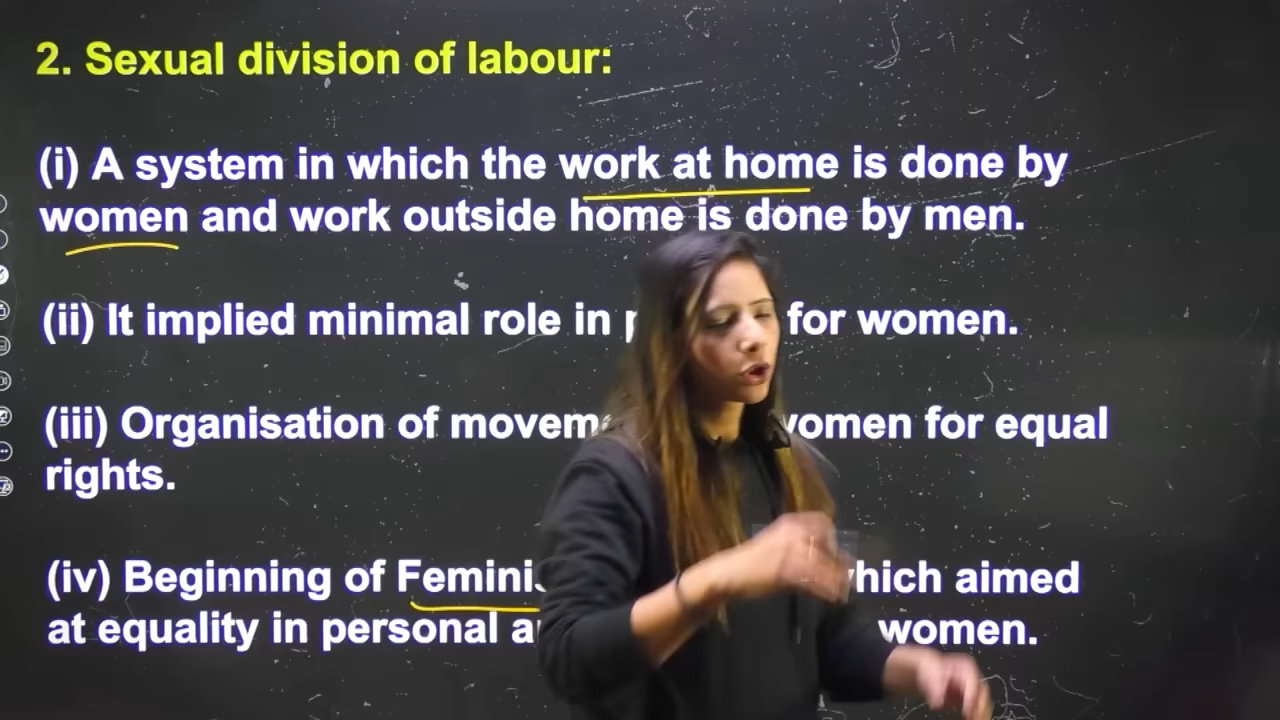 2. Sexual division of labour:
(i) A system in which the work at home is done by
women and work outside home is done by men.
(ii) It implied minimal role in for women.
(iii) Organisation of women for equal
rights.
(iv) Beginning of which aimed
at equality in personal women.